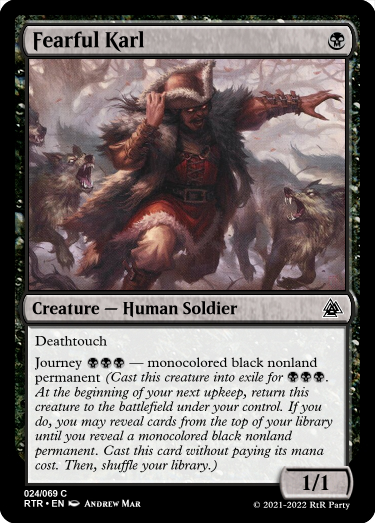 Fearful Karl
Creature — Human Soldier
Deathtouch
Journey — monocolored black nonland
permanent (Cast this creature into exile for .
At the beginning of your next upkeep, return this
creature to the battlefield under your control. If you
do, you may reveal cards from the top of your library
until you reveal a monocolored black nonland
permanent. Cast this card without paying its mana
cost. Then, shuffle your library.)
1/1
024/069 C
RTR • EN Andrew Mar
© 2021-2022 RtR Party